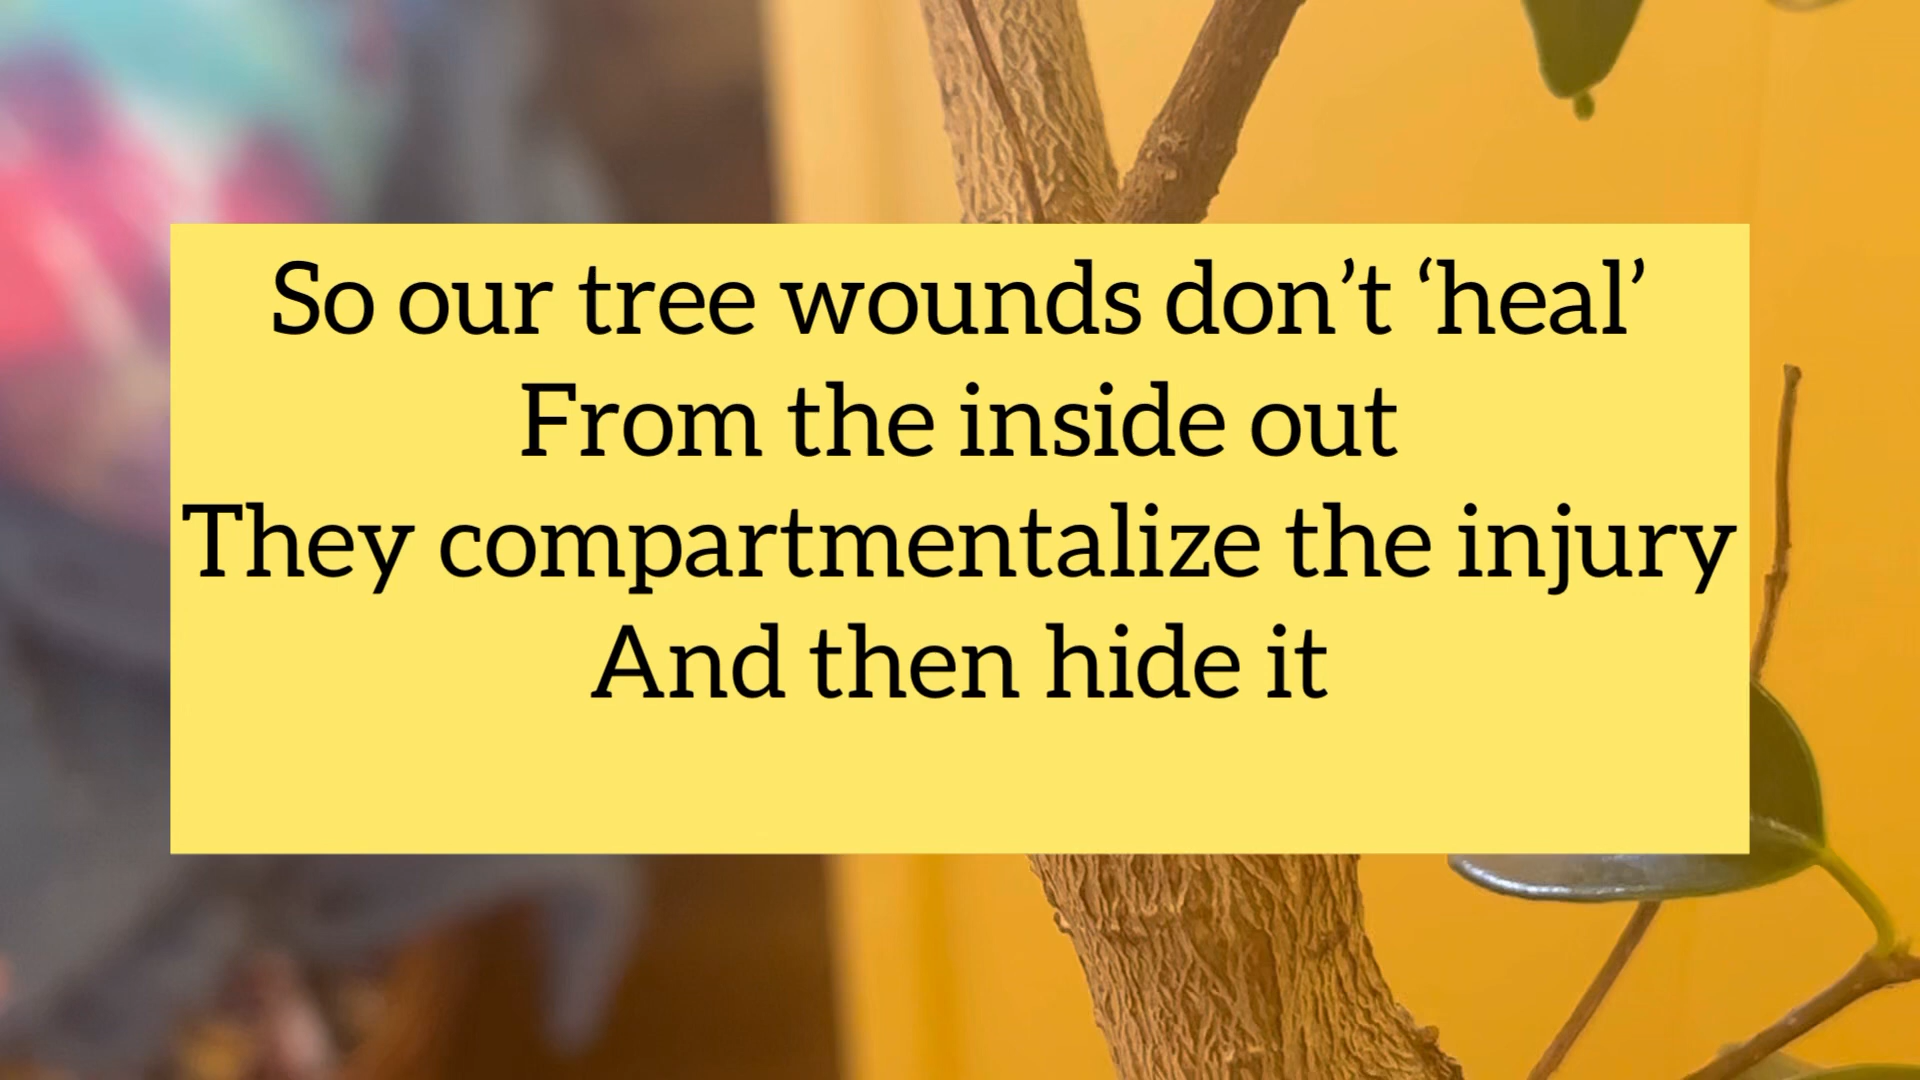 So our tree wounds don’t ‘heal’
From the inside out
They compartmentalize the injury
And then hide it